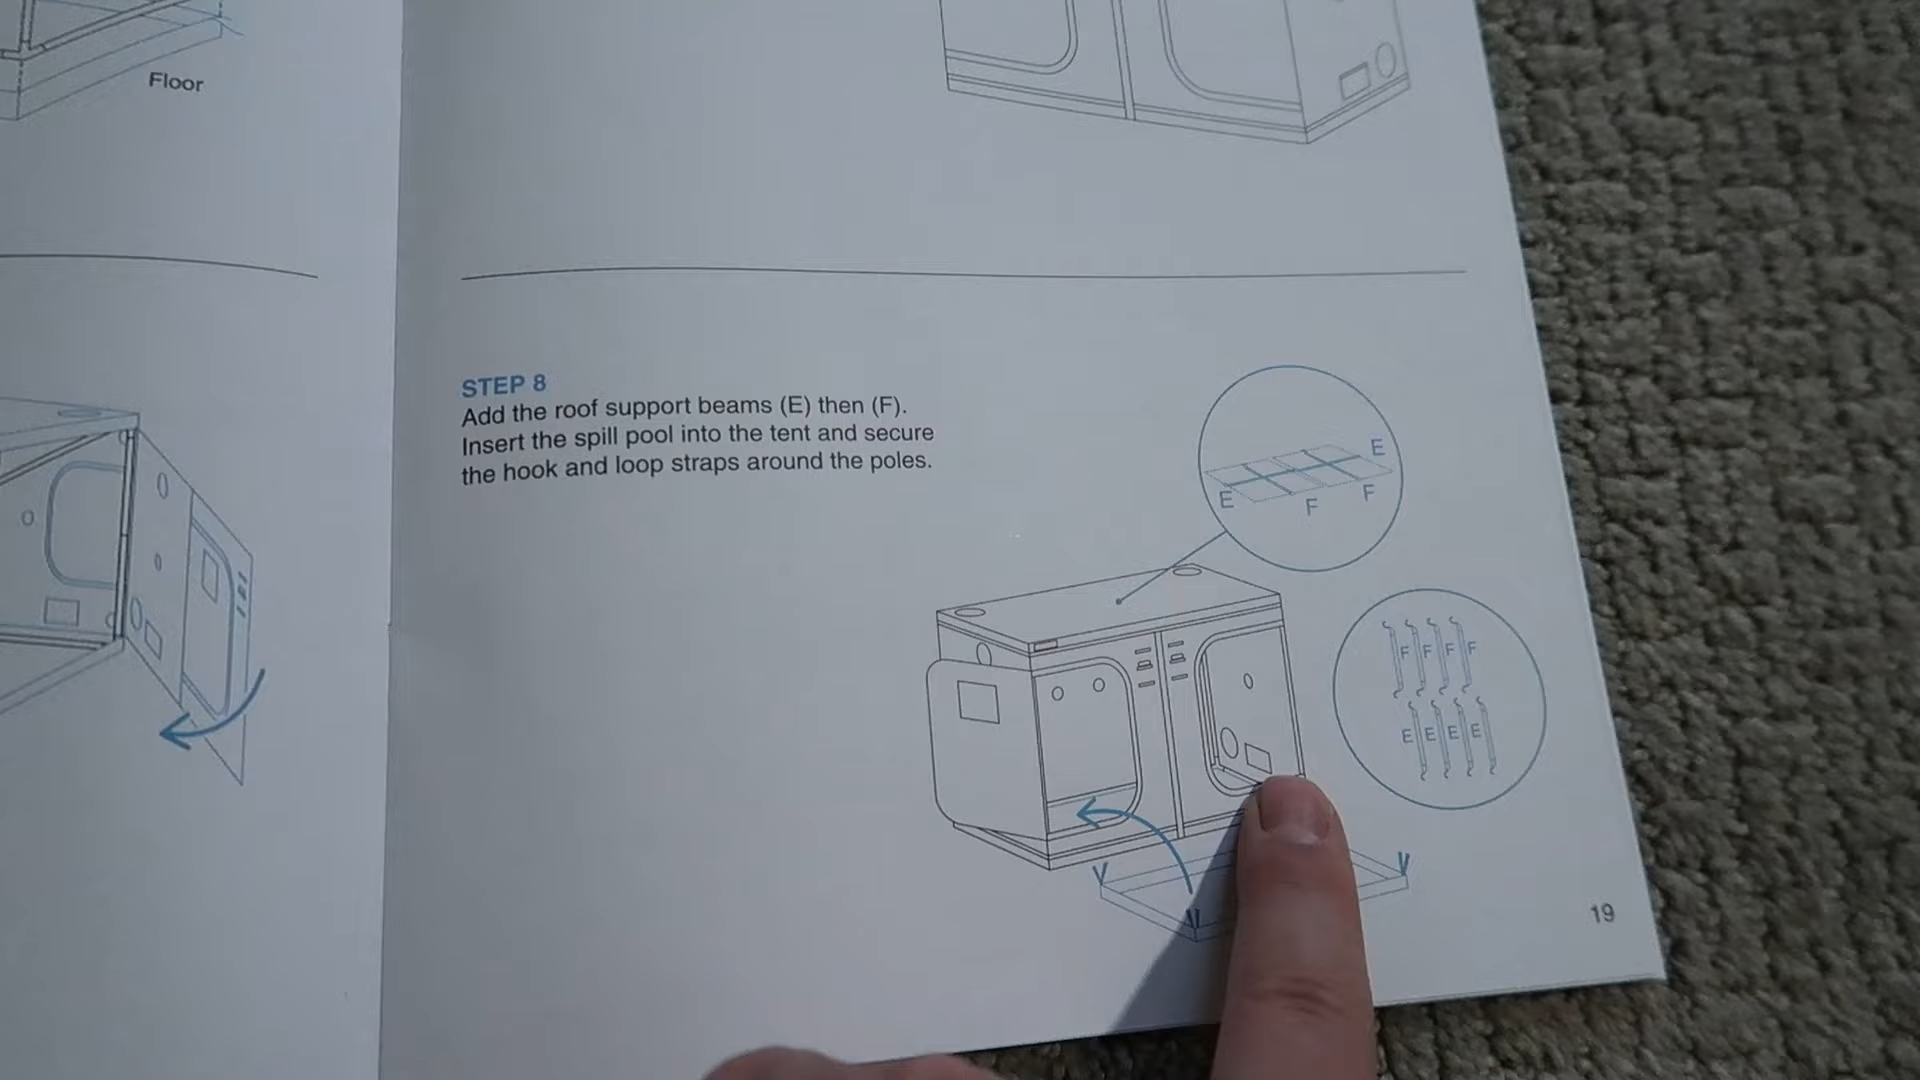 Floor
STEP 8
Add the roof support beams (E) then (F).
Insert the spill pool into the tent and secure
the hook and loop straps around the poles.
E
E
F
F
F F F F
E E E E
19